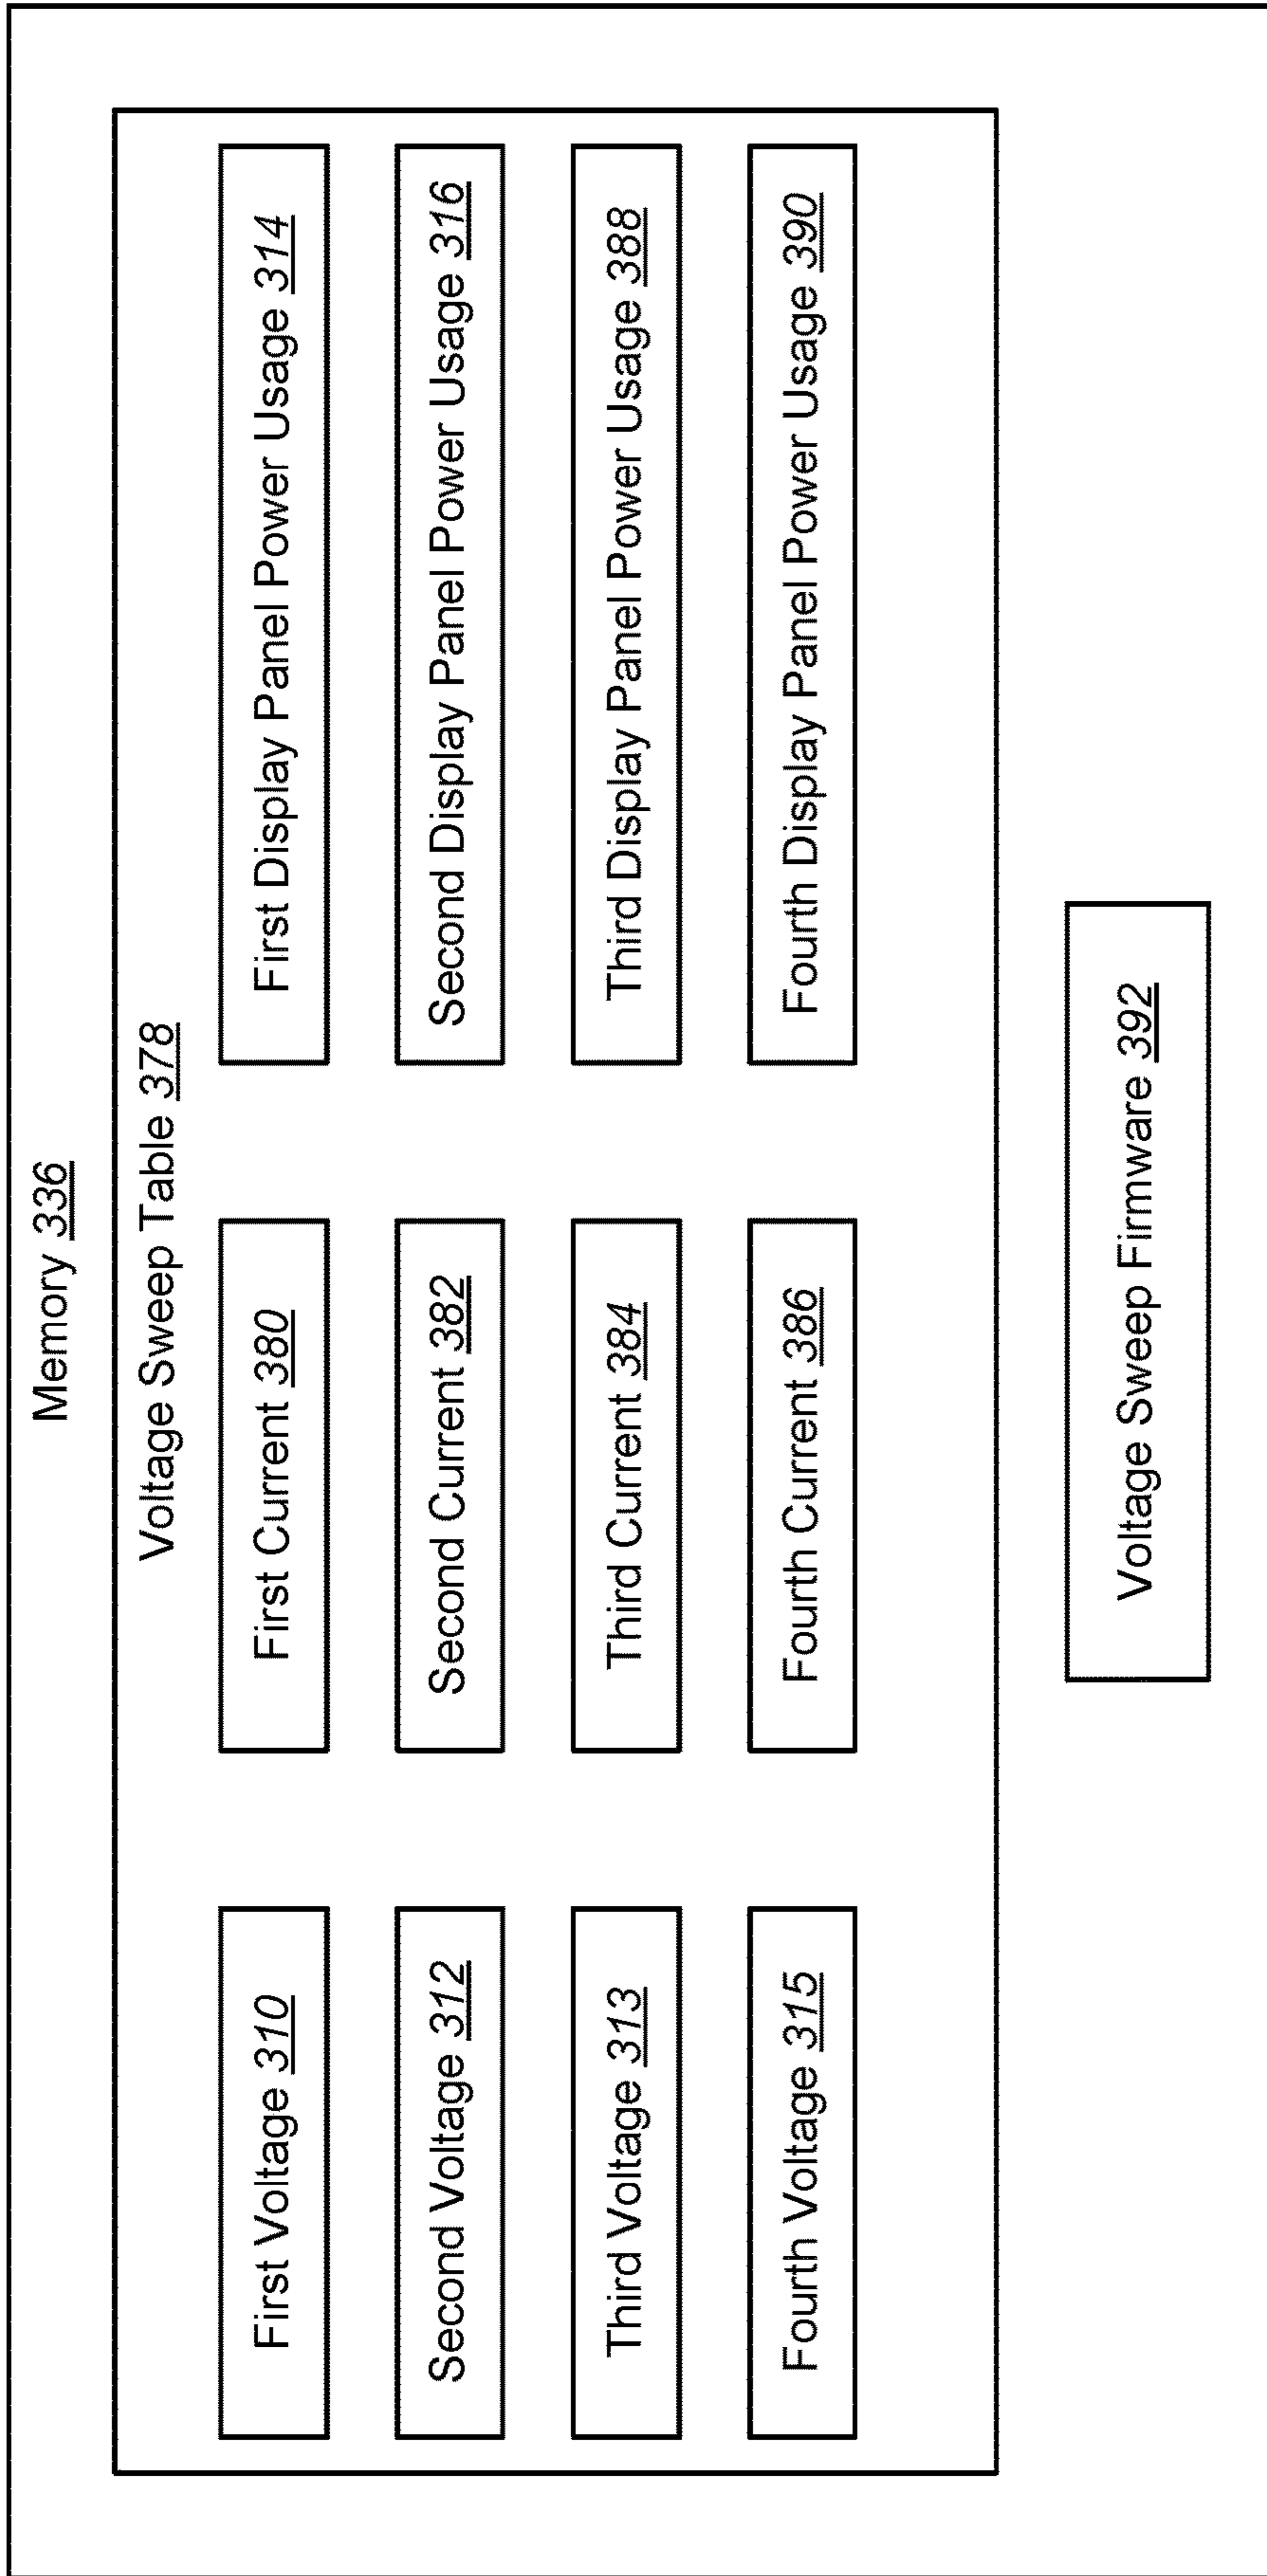 Memory 336
Voltage Sweep Table 378
First Voltage 310
First Current 380
First Display Panel Power Usage 314
Second Voltage 312
Second Current 382
Second Display Panel Power Usage 316
Third Voltage 313
Third Current 384
Third Display Panel Power Usage 388
Fourth Voltage 315
Fourth Current 386
Fourth Display Panel Power Usage 390
Voltage Sweep Firmware 392